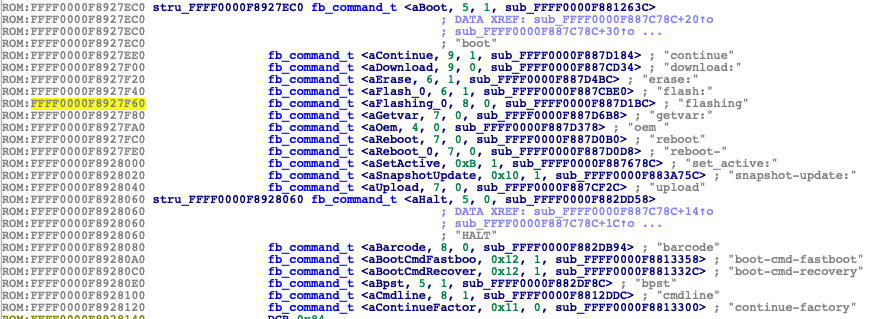 ROM:FFFF0000F8927EC0 stru_FFFF0000F8927EC0 fb_command_t <aBoot, 5, 1, sub_FFFF0000F881263C>
ROM:FFFF0000F8927EC0 ; DATA XREF: sub_FFFF0000F887C78C+20↑o
ROM:FFFF0000F8927EC0 ; sub_FFFF0000F887C78C+30↑o ...
ROM:FFFF0000F8927EC0 ; "boot"
ROM:FFFF0000F8927EE0 fb_command_t <aContinue, 9, 1, sub_FFFF0000F887D184> ; "continue"
ROM:FFFF0000F8927F00 fb_command_t <aDownload, 9, 0, sub_FFFF0000F887CD34> ; "download:"
ROM:FFFF0000F8927F20 fb_command_t <aErase, 6, 1, sub_FFFF0000F887D4BC> ; "erase:"
ROM:FFFF0000F8927F40 fb_command_t <aFlash_0, 6, 1, sub_FFFF0000F887CBE0> ; "flash:"
ROM:FFFF0000F8927F60 fb_command_t <aFlashing_0, 8, 0, sub_FFFF0000F887D1BC> ; "flashing"
ROM:FFFF0000F8927F80 fb_command_t <aGetvar, 7, 0, sub_FFFF0000F887D6B8> ; "getvar:"
ROM:FFFF0000F8927FA0 fb_command_t <aOem, 4, 0, sub_FFFF0000F887D378> ; "oem "
ROM:FFFF0000F8927FC0 fb_command_t <aReboot, 7, 0, sub_FFFF0000F887D0B0> ; "reboot"
ROM:FFFF0000F8927FE0 fb_command_t <aReboot_0, 7, 0, sub_FFFF0000F887D0D8> ; "reboot-"
ROM:FFFF0000F8928000 fb_command_t <aSetActive, 0xB, 1, sub_FFFF0000F887678C> ; "set_active:"
ROM:FFFF0000F8928020 fb_command_t <aSnapshotUpdate, 0x10, 1, sub_FFFF0000F883A75C> ; "snapshot-update:"
ROM:FFFF0000F8928040 fb_command_t <aUpload, 7, 0, sub_FFFF0000F887CF2C> ; "upload"
ROM:FFFF0000F8928060 stru_FFFF0000F8928060 fb_command_t <aHalt, 5, 0, sub_FFFF0000F882DD58>
ROM:FFFF0000F8928060 ; DATA XREF: sub_FFFF0000F887C78C+14↑o
ROM:FFFF0000F8928060 ; sub_FFFF0000F887C78C+1C↑o ...
ROM:FFFF0000F8928060 ; "HALT"
ROM:FFFF0000F8928080 fb_command_t <aBarcode, 8, 0, sub_FFFF0000F882DB94> ; "barcode"
ROM:FFFF0000F89280A0 fb_command_t <aBootCmdFastboo, 0x12, 1, sub_FFFF0000F8813358> ; "boot-cmd-fastboot"
ROM:FFFF0000F89280C0 fb_command_t <aBootCmdRecover, 0x12, 1, sub_FFFF0000F881332C> ; "boot-cmd-recovery"
ROM:FFFF0000F89280E0 fb_command_t <aBpst, 5, 1, sub_FFFF0000F882DF8C> ; "bpst"
ROM:FFFF0000F8928100 fb_command_t <aCmdline, 8, 1, sub_FFFF0000F8812DDC> ; "cmdline"
ROM:FFFF0000F8928120 fb_command_t <aContinueFactor, 0x11, 0, sub_FFFF0000F8813300> ; "continue-factory"
ROM:FFFF0000F8928140 DCB 0x84